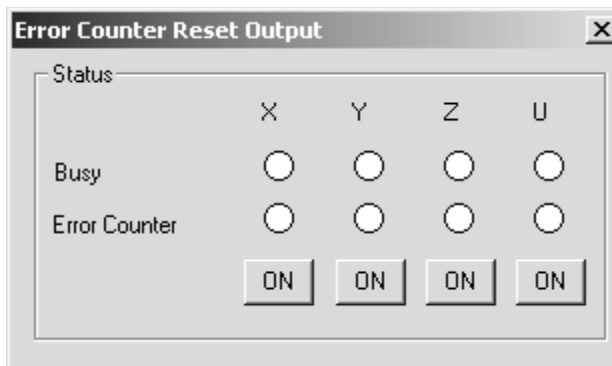 Error Counter Reset Output
Status
X Y Z U
Busy
Error Counter
ON ON ON ON